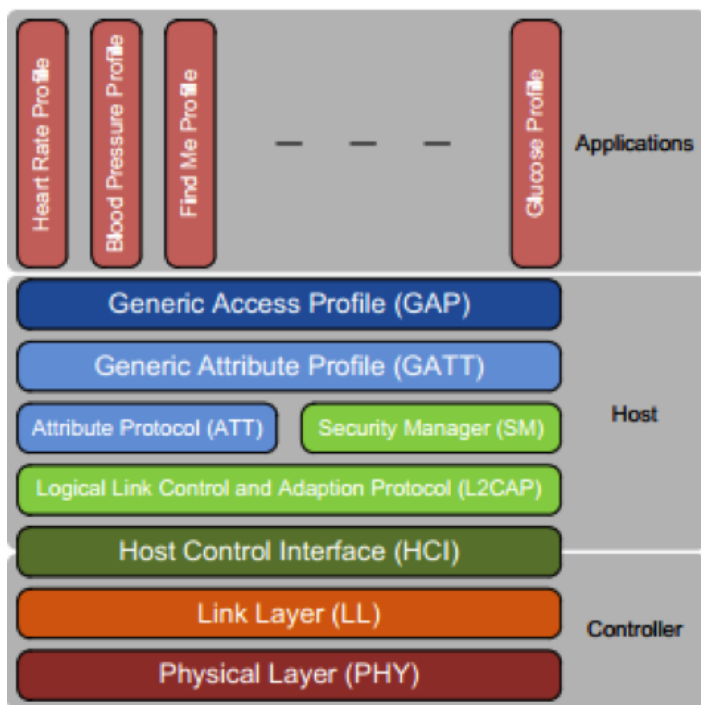 Heart Rate Profile
Blood Pressure Profile
Find Me Profile
Glucose Profile
Applications
Generic Access Profile (GAP)
Generic Attribute Profile (GATT)
Attribute Protocol (ATT)
Security Manager (SM)
Host
Logical Link Control and Adaption Protocol (L2CAP)
Host Control Interface (HCI)
Link Layer (LL)
Controller
Physical Layer (PHY)